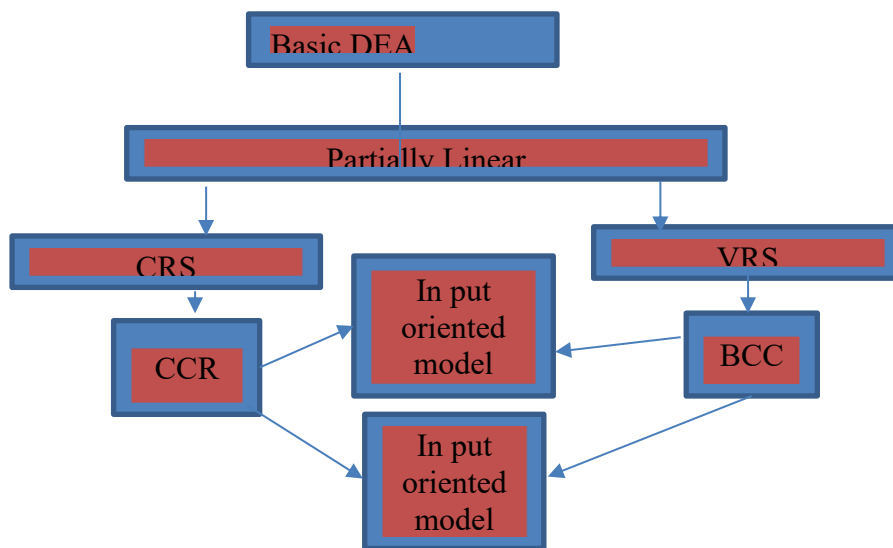 Basic DEA
Partially Linear
CRS
VRS
In put
oriented
model
CCR
BCC
In put
oriented
model